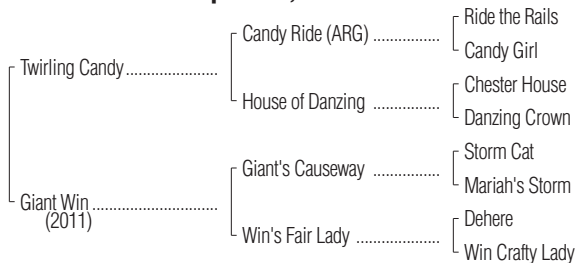 Ride the Rails
Candy Ride (ARG) ................
Candy Girl
Twirling Candy ......................
Chester House
House of Danzing ................
Danzing Crown
Storm Cat
Giant's Causeway ................
Mariah's Storm
Giant Win ..............................
(2011)
Dehere
Win's Fair Lady ....................
Win Crafty Lady